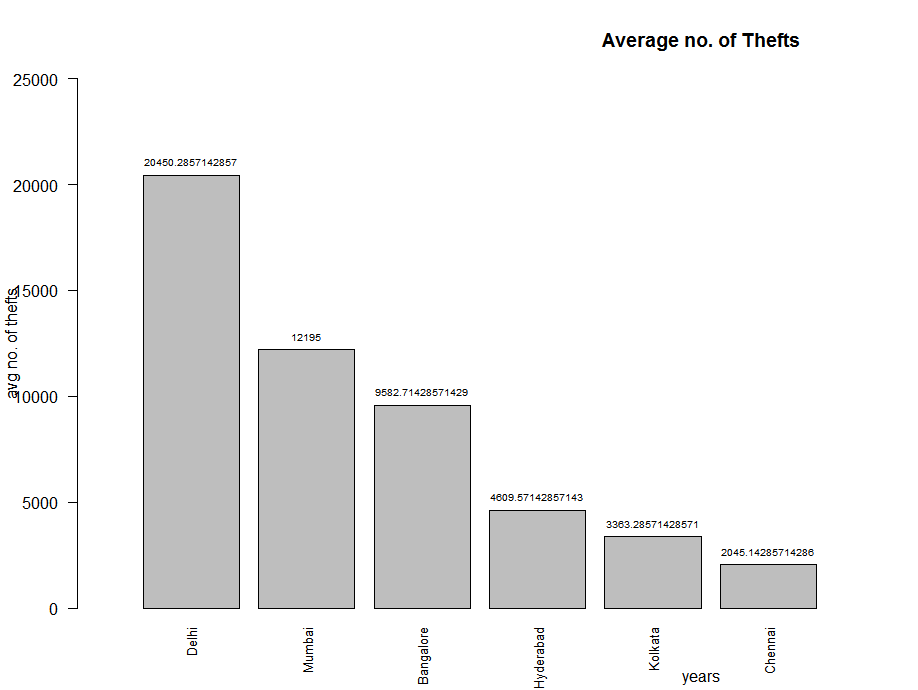 Average no. of Thefts
25000
20000
15000
10000
5000
0
avg no. of thefts
20450.2857142857
12195
9582.71428571429
4609.57142857143
3363.28571428571
2045.14285714286
Delhi
Mumbai
Bangalore
Hyderabad
Kolkata
Chennai
years